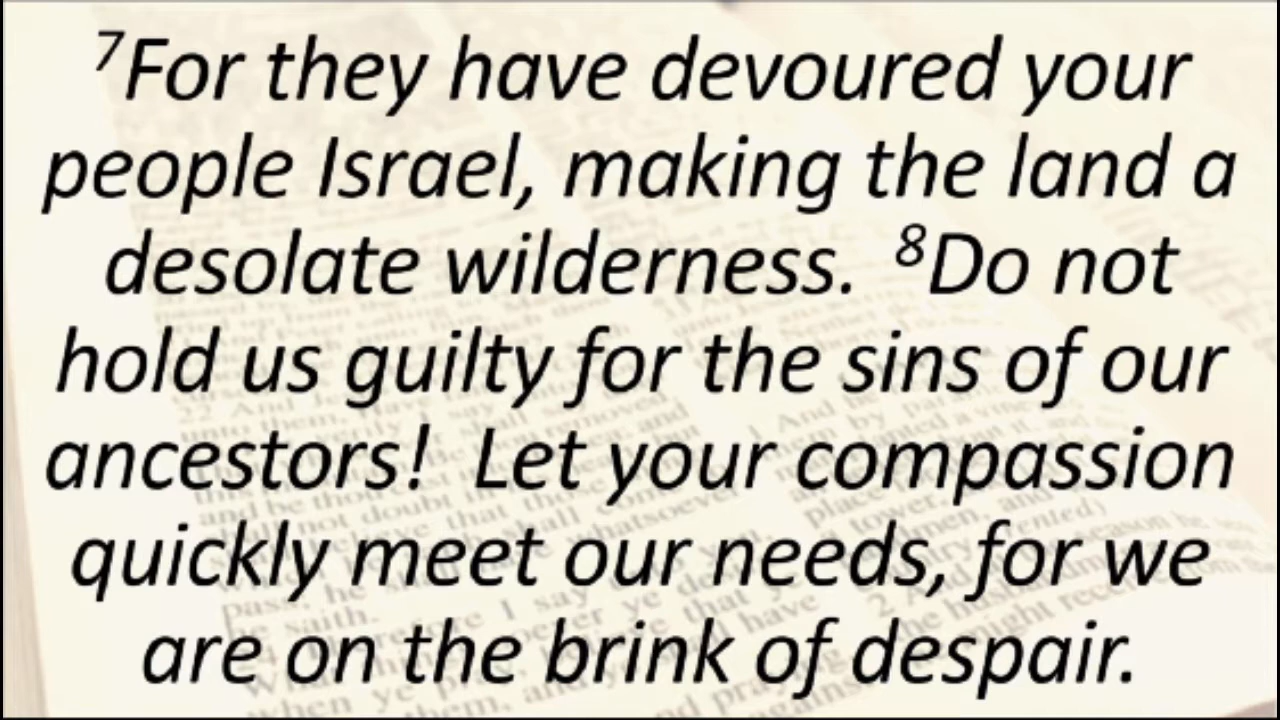 ⁷For they have devoured your
people Israel, making the land a
desolate wilderness. ⁸Do not
hold us guilty for the sins of our
ancestors! Let your compassion
quickly meet our needs, for we
are on the brink of despair.